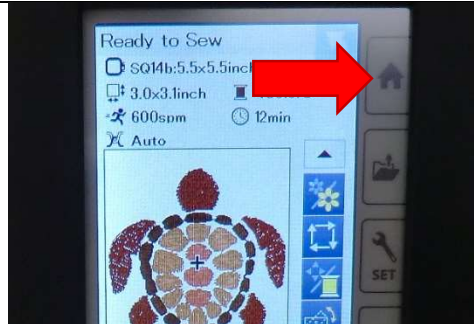 Ready to Sew
SQ14b:5.5x5.5inch
3.0x3.1inch
600spm 12min
Auto
SET